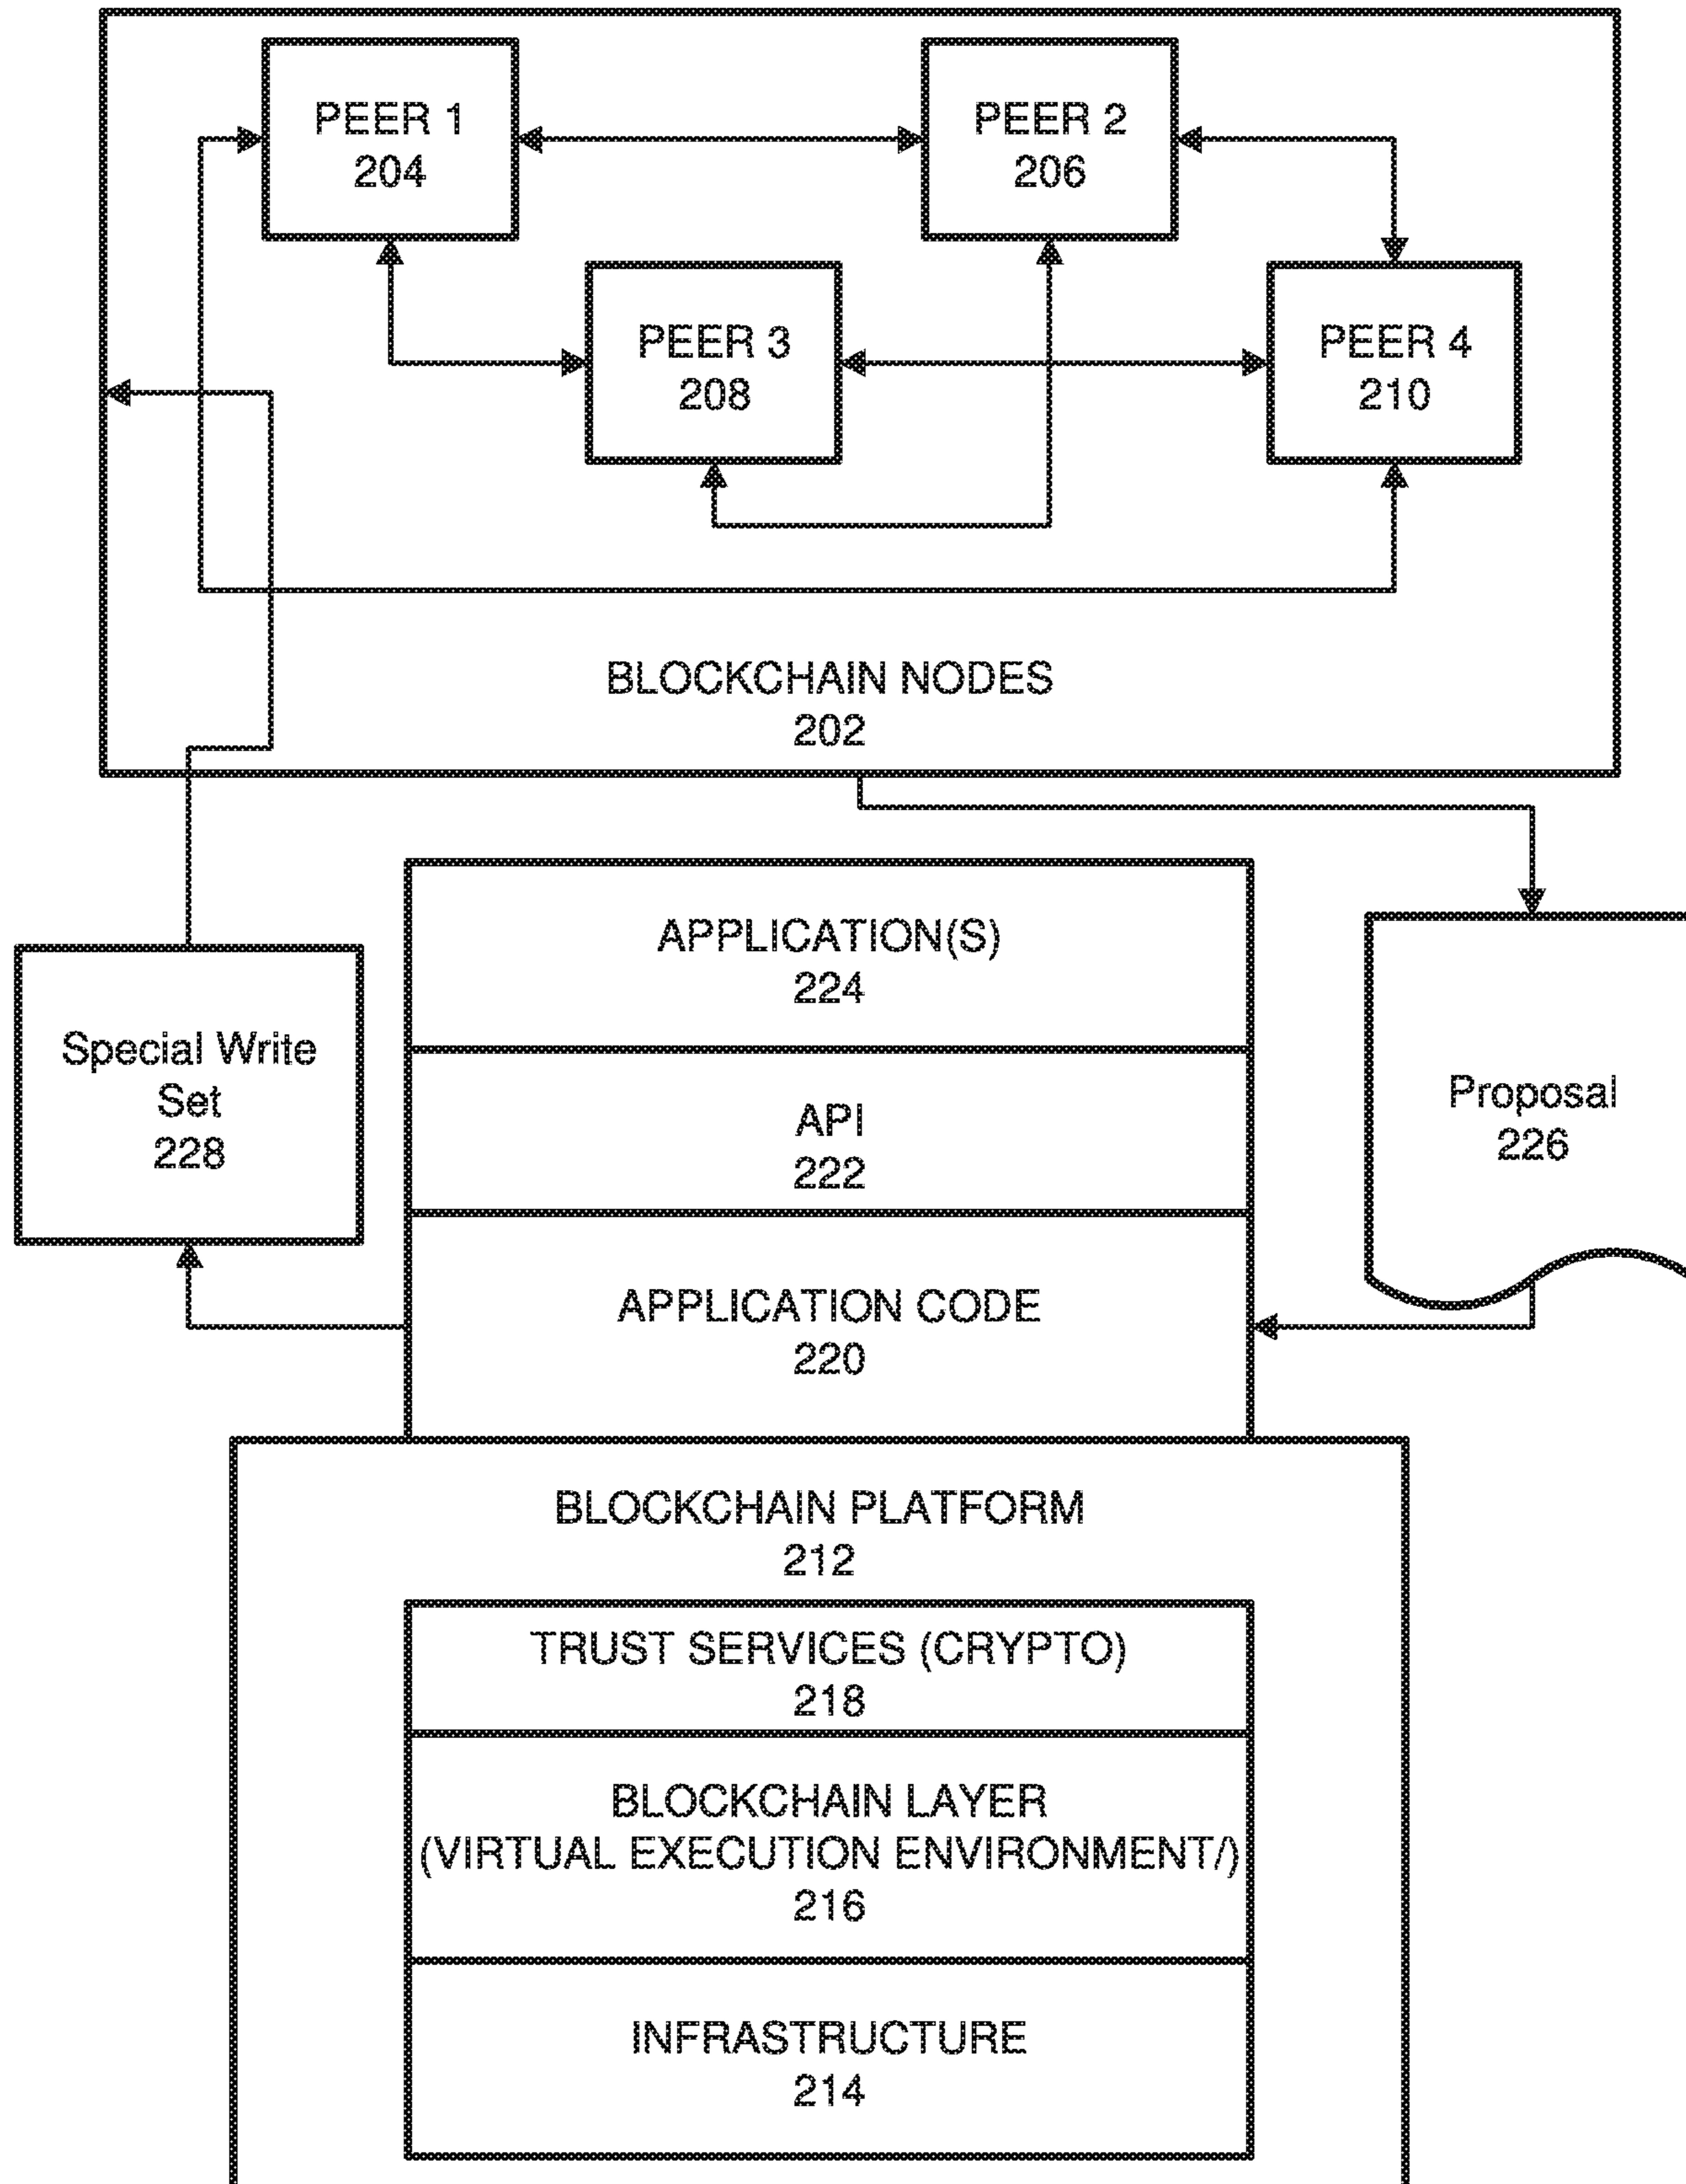 PEER 1
204
PEER 2
206
PEER 3
208
PEER 4
210
BLOCKCHAIN NODES
202
APPLICATION(S)
224
Special Write
Set
228
API
222
Proposal
226
APPLICATION CODE
220
BLOCKCHAIN PLATFORM
212
TRUST SERVICES (CRYPTO)
218
BLOCKCHAIN LAYER
(VIRTUAL EXECUTION ENVIRONMENT/)
216
INFRASTRUCTURE
214